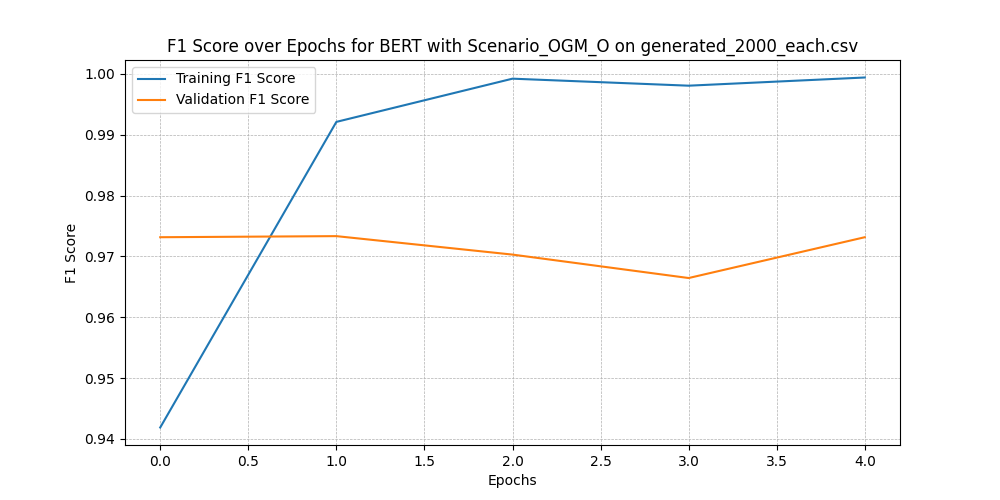 F1 Score over Epochs for BERT with Scenario_OGM_O on generated_2000_each.csv
Training F1 Score
Validation F1 Score
1.00
0.99
0.98
0.97
0.96
0.95
0.94
F1 Score
0.0 0.5 1.0 1.5 2.0 2.5 3.0 3.5 4.0
Epochs